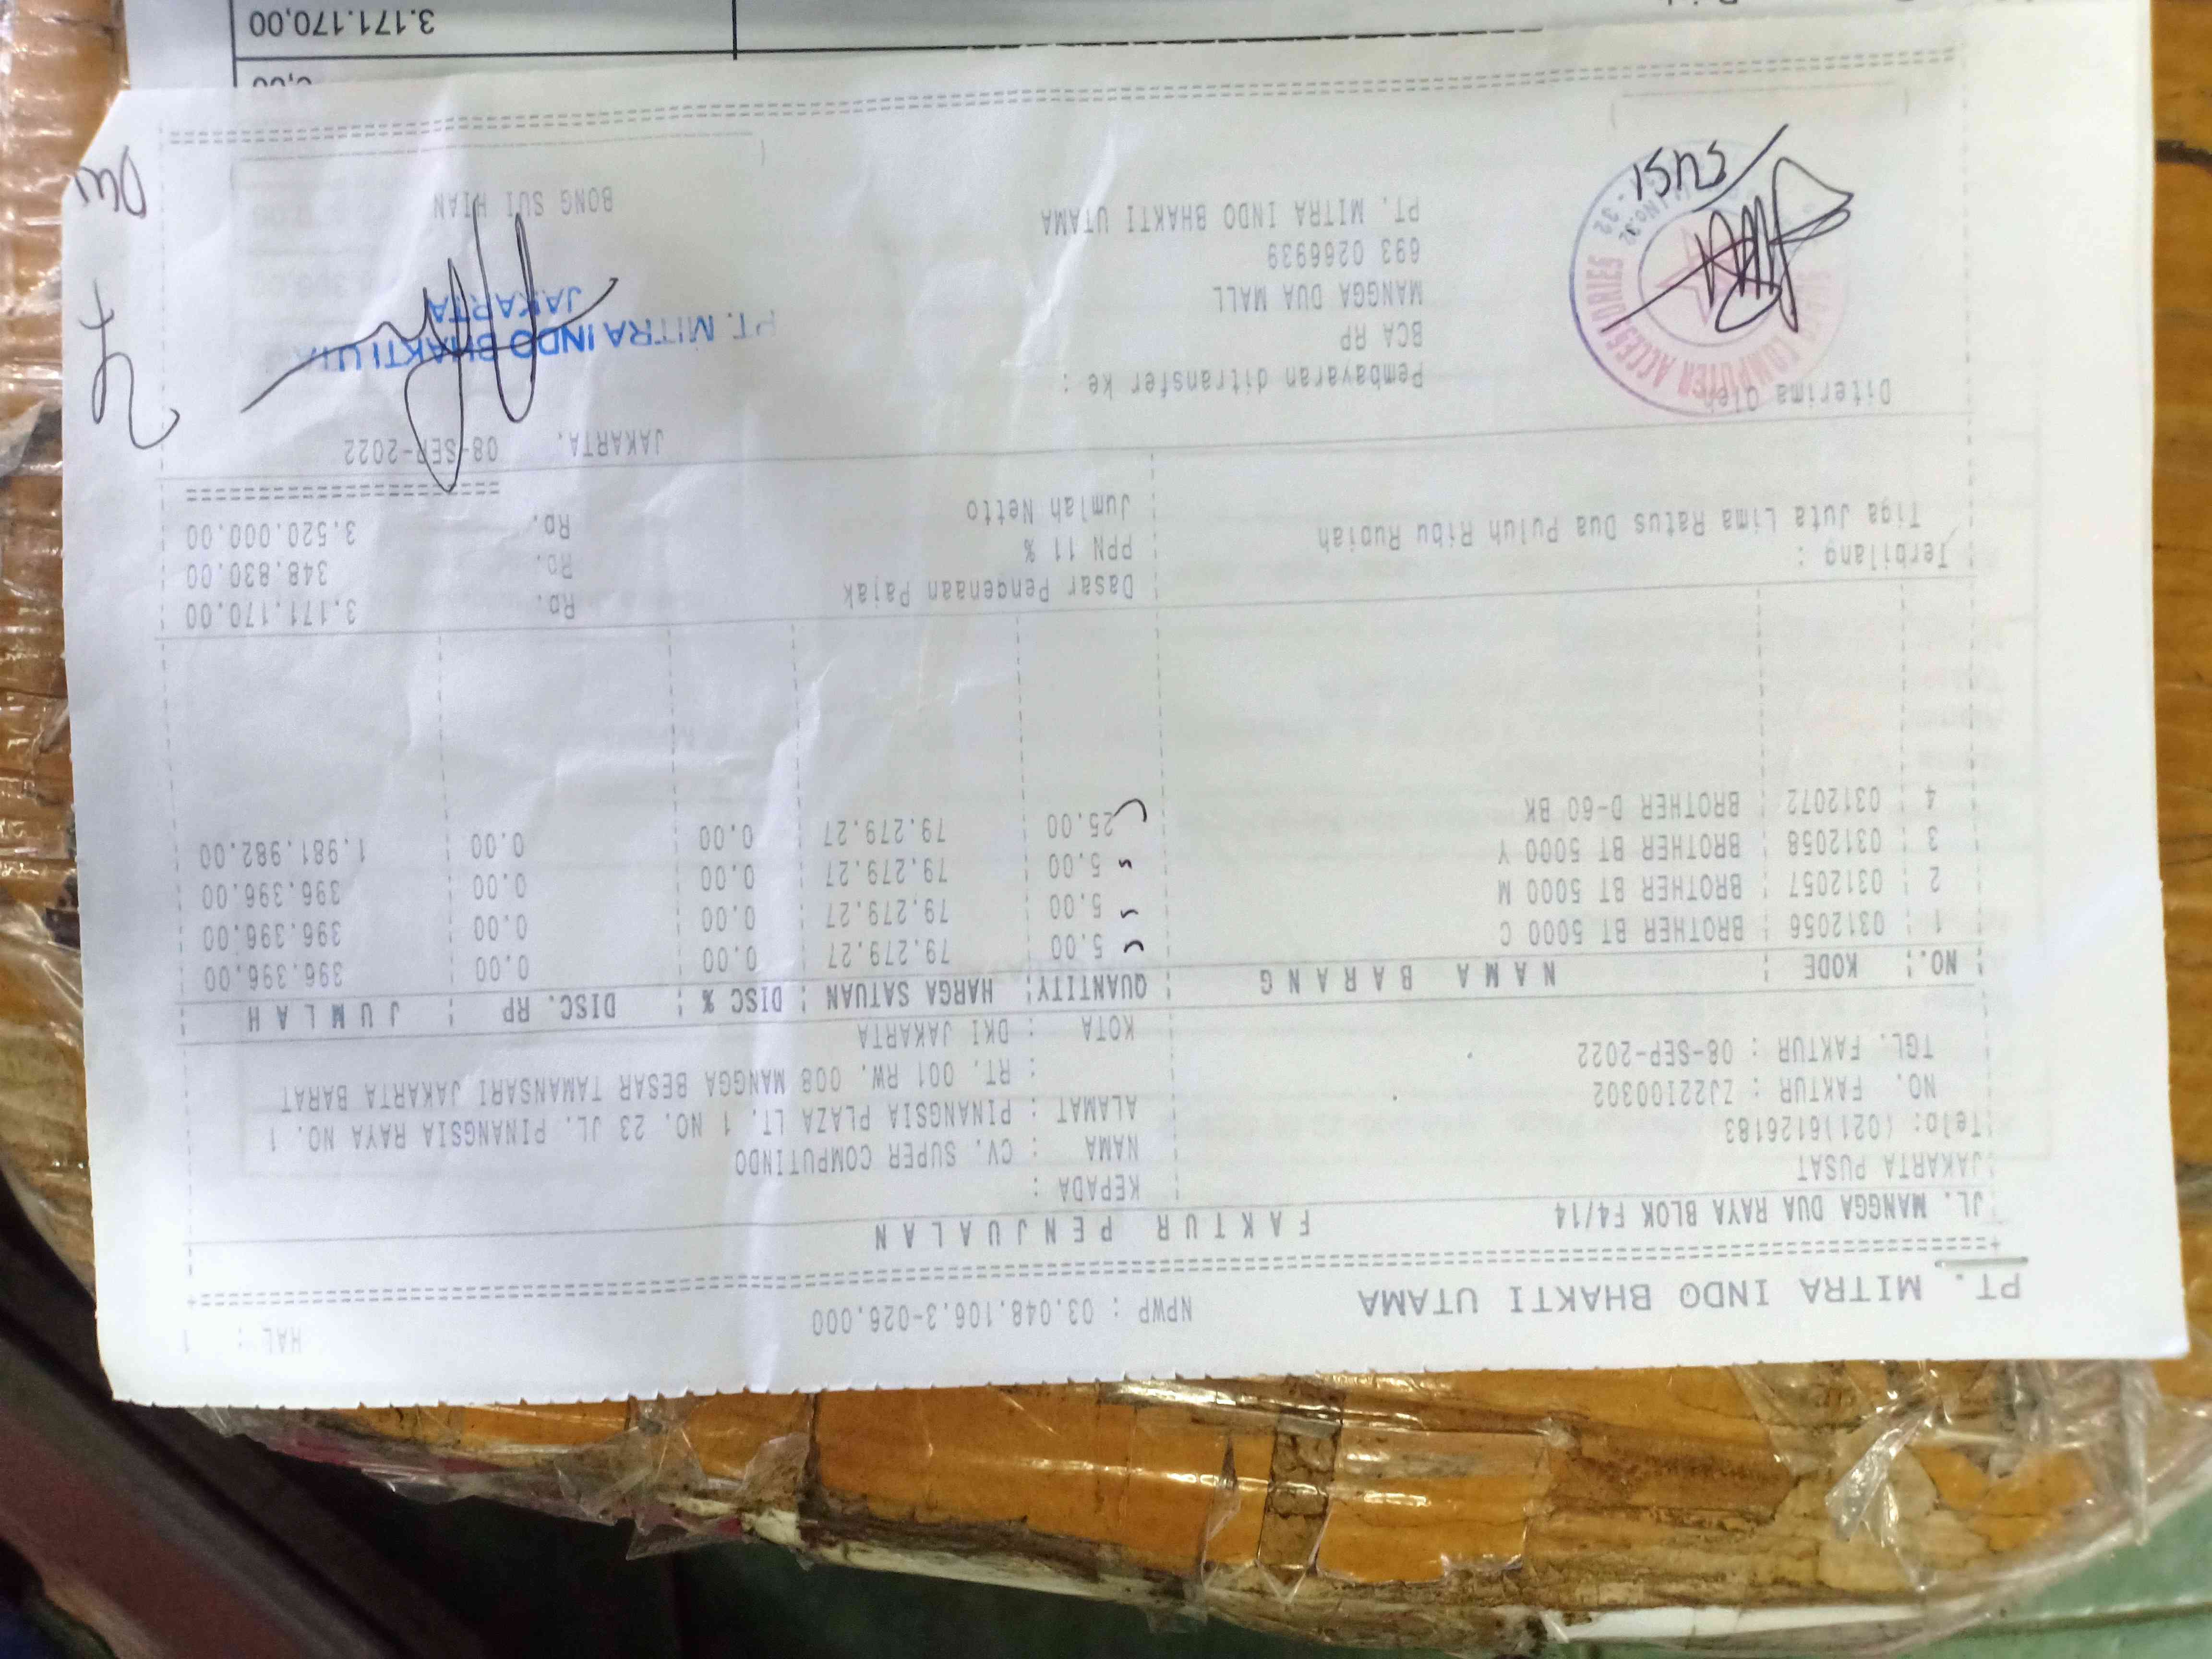 PT. MITRA INDO BHAKTI UTAMA NPWP : 03.048.106.3-026.000 HAL : 1
JL. MANGGA DUA RAYA BLOK F4/14 FAKTUR PENJUALAN
JAKARTA PUSAT KEPADA :
Telp: (021)6126183 NAMA : CV. SUPER COMPUTINDO
NO. FAKTUR : ZJ22I00302 ALAMAT : PINANGSIA PLAZA LT. 1 NO. 23 JL. PINANGSIA RAYA NO. 1
: RT. 001 RW. 008 MANGGA BESAR TAMANSARI JAKARTA BARAT
TGL. FAKTUR : 08-SEP-2022 KOTA : DKI JAKARTA
NO. KODE NAMA BARANG QUANTITY HARGA SATUAN DISC % DISC. RP JUMLAH
1 0312056 BROTHER BT 5000 C 5.00 79.279.27 0.00 0.00 396.396.00
2 0312057 BROTHER BT 5000 M 5.00 79.279.27 0.00 0.00 396.396.00
3 0312058 BROTHER BT 5000 Y 5.00 79.279.27 0.00 0.00 396.396.00
4 0312072 BROTHER D-60 BK 25.00 79.279.27 0.00 0.00 1.981.982.00
Terbilang : Dasar Pengenaan Pajak Rp. 3.171.170.00
Tiga Juta Lima Ratus Dua Puluh Ribu Rupiah PPN 11 % Rp. 348.830.00
Jumlah Netto Rp. 3.520.000.00
JAKARTA, 08-SEP-2022
Diterima Oleh Pembayaran ditransfer ke :
BCA RP
MANGGA DUA MALL
693 0266939
PT. MITRA INDO BHAKTI UTAMA
PT. MITRA INDO BHAKTI UTA
JAKARTA
BONG SUI HIAN
COMPUTER ACCESSORIES
No.32
3.171.170,00